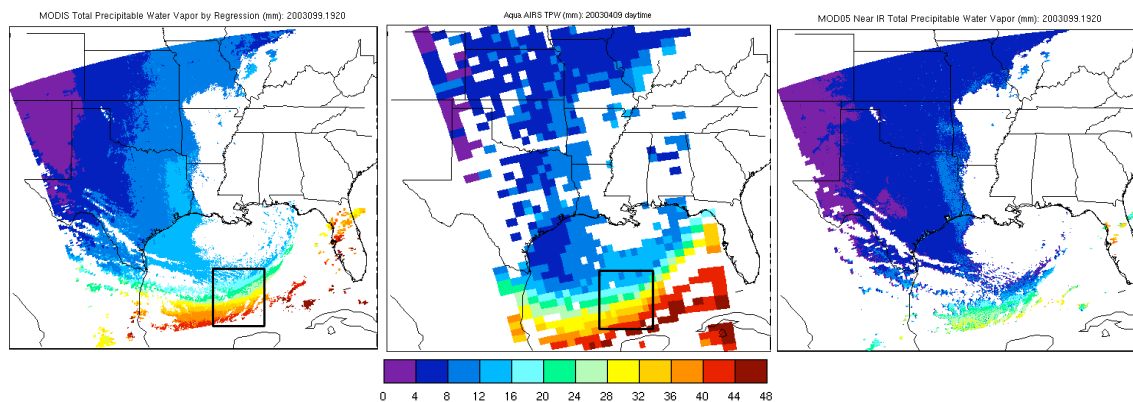 MODIS Total Precipitable Water Vapor by Regression (mm): 2003099.1920
Aqua AIRS TPW (mm): 20030409 daytime
MOD05 Near IR Total Precipitable Water Vapor (mm): 2003099.1920
0 4 8 12 16 20 24 28 32 36 40 44 48